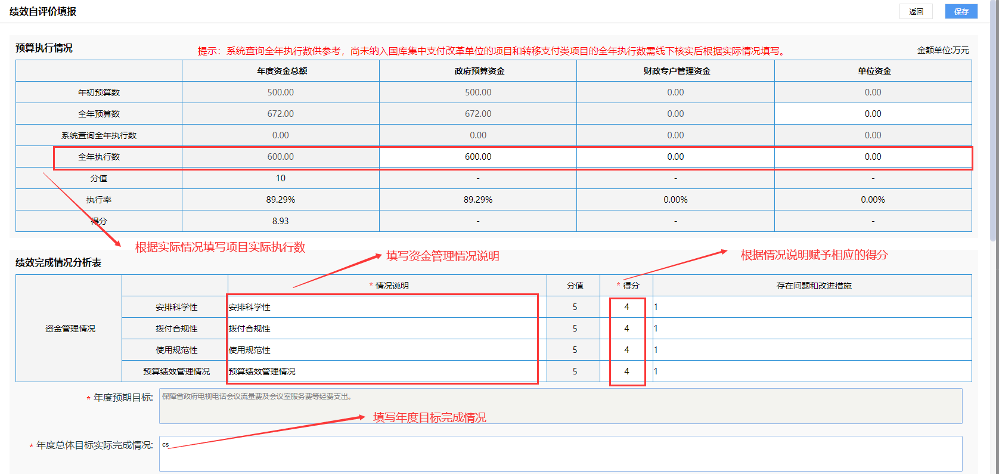 绩效自评价填报 返回 保存
预算执行情况 提示：系统查询全年执行数供参考，尚未纳入国库集中支付改革单位的项目和转移支付类项目的全年执行数需线下核实后根据实际情况填写。 金额单位:万元
年度资金总额 政府预算资金 财政专户管理资金 单位资金
年初预算数 500.00 500.00 0.00 0.00
全年预算数 672.00 672.00 0.00 0.00
系统查询全年执行数 0.00 0.00 0.00 0.00
全年执行数 600.00 600.00 0.00 0.00
分值 10 - - -
执行率 89.29% 89.29% 0.00% 0.00%
得分 8.93 - - -
根据实际情况填写项目实际执行数 填写资金管理情况说明 根据情况说明赋予相应的得分
绩效完成情况分析表
* 情况说明 分值 * 得分 存在问题和改进措施
资金管理情况
安排科学性 安排科学性 5 4 1
拨付合规性 拨付合规性 5 4 1
使用规范性 使用规范性 5 4 1
预算绩效管理情况 预算绩效管理情况 5 4 1
* 年度预期目标: 保障省政府电视电话会议流量费及会议室服务费等经费支出。
填写年度目标完成情况
* 年度总体目标实际完成情况: cs